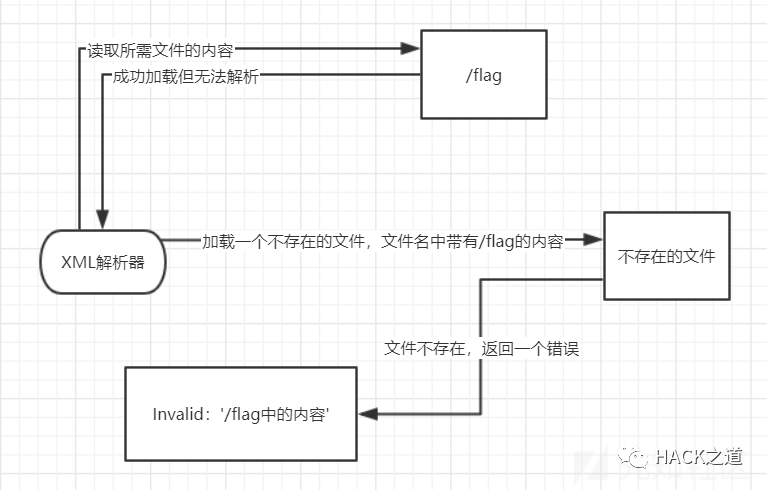 读取所需文件的内容
/flag
成功加载但无法解析
加载一个不存在的文件，文件名中带有/flag的内容
XML解析器
不存在的文件
文件不存在，返回一个错误
Invalid：'/flag中的内容'
HACK之道